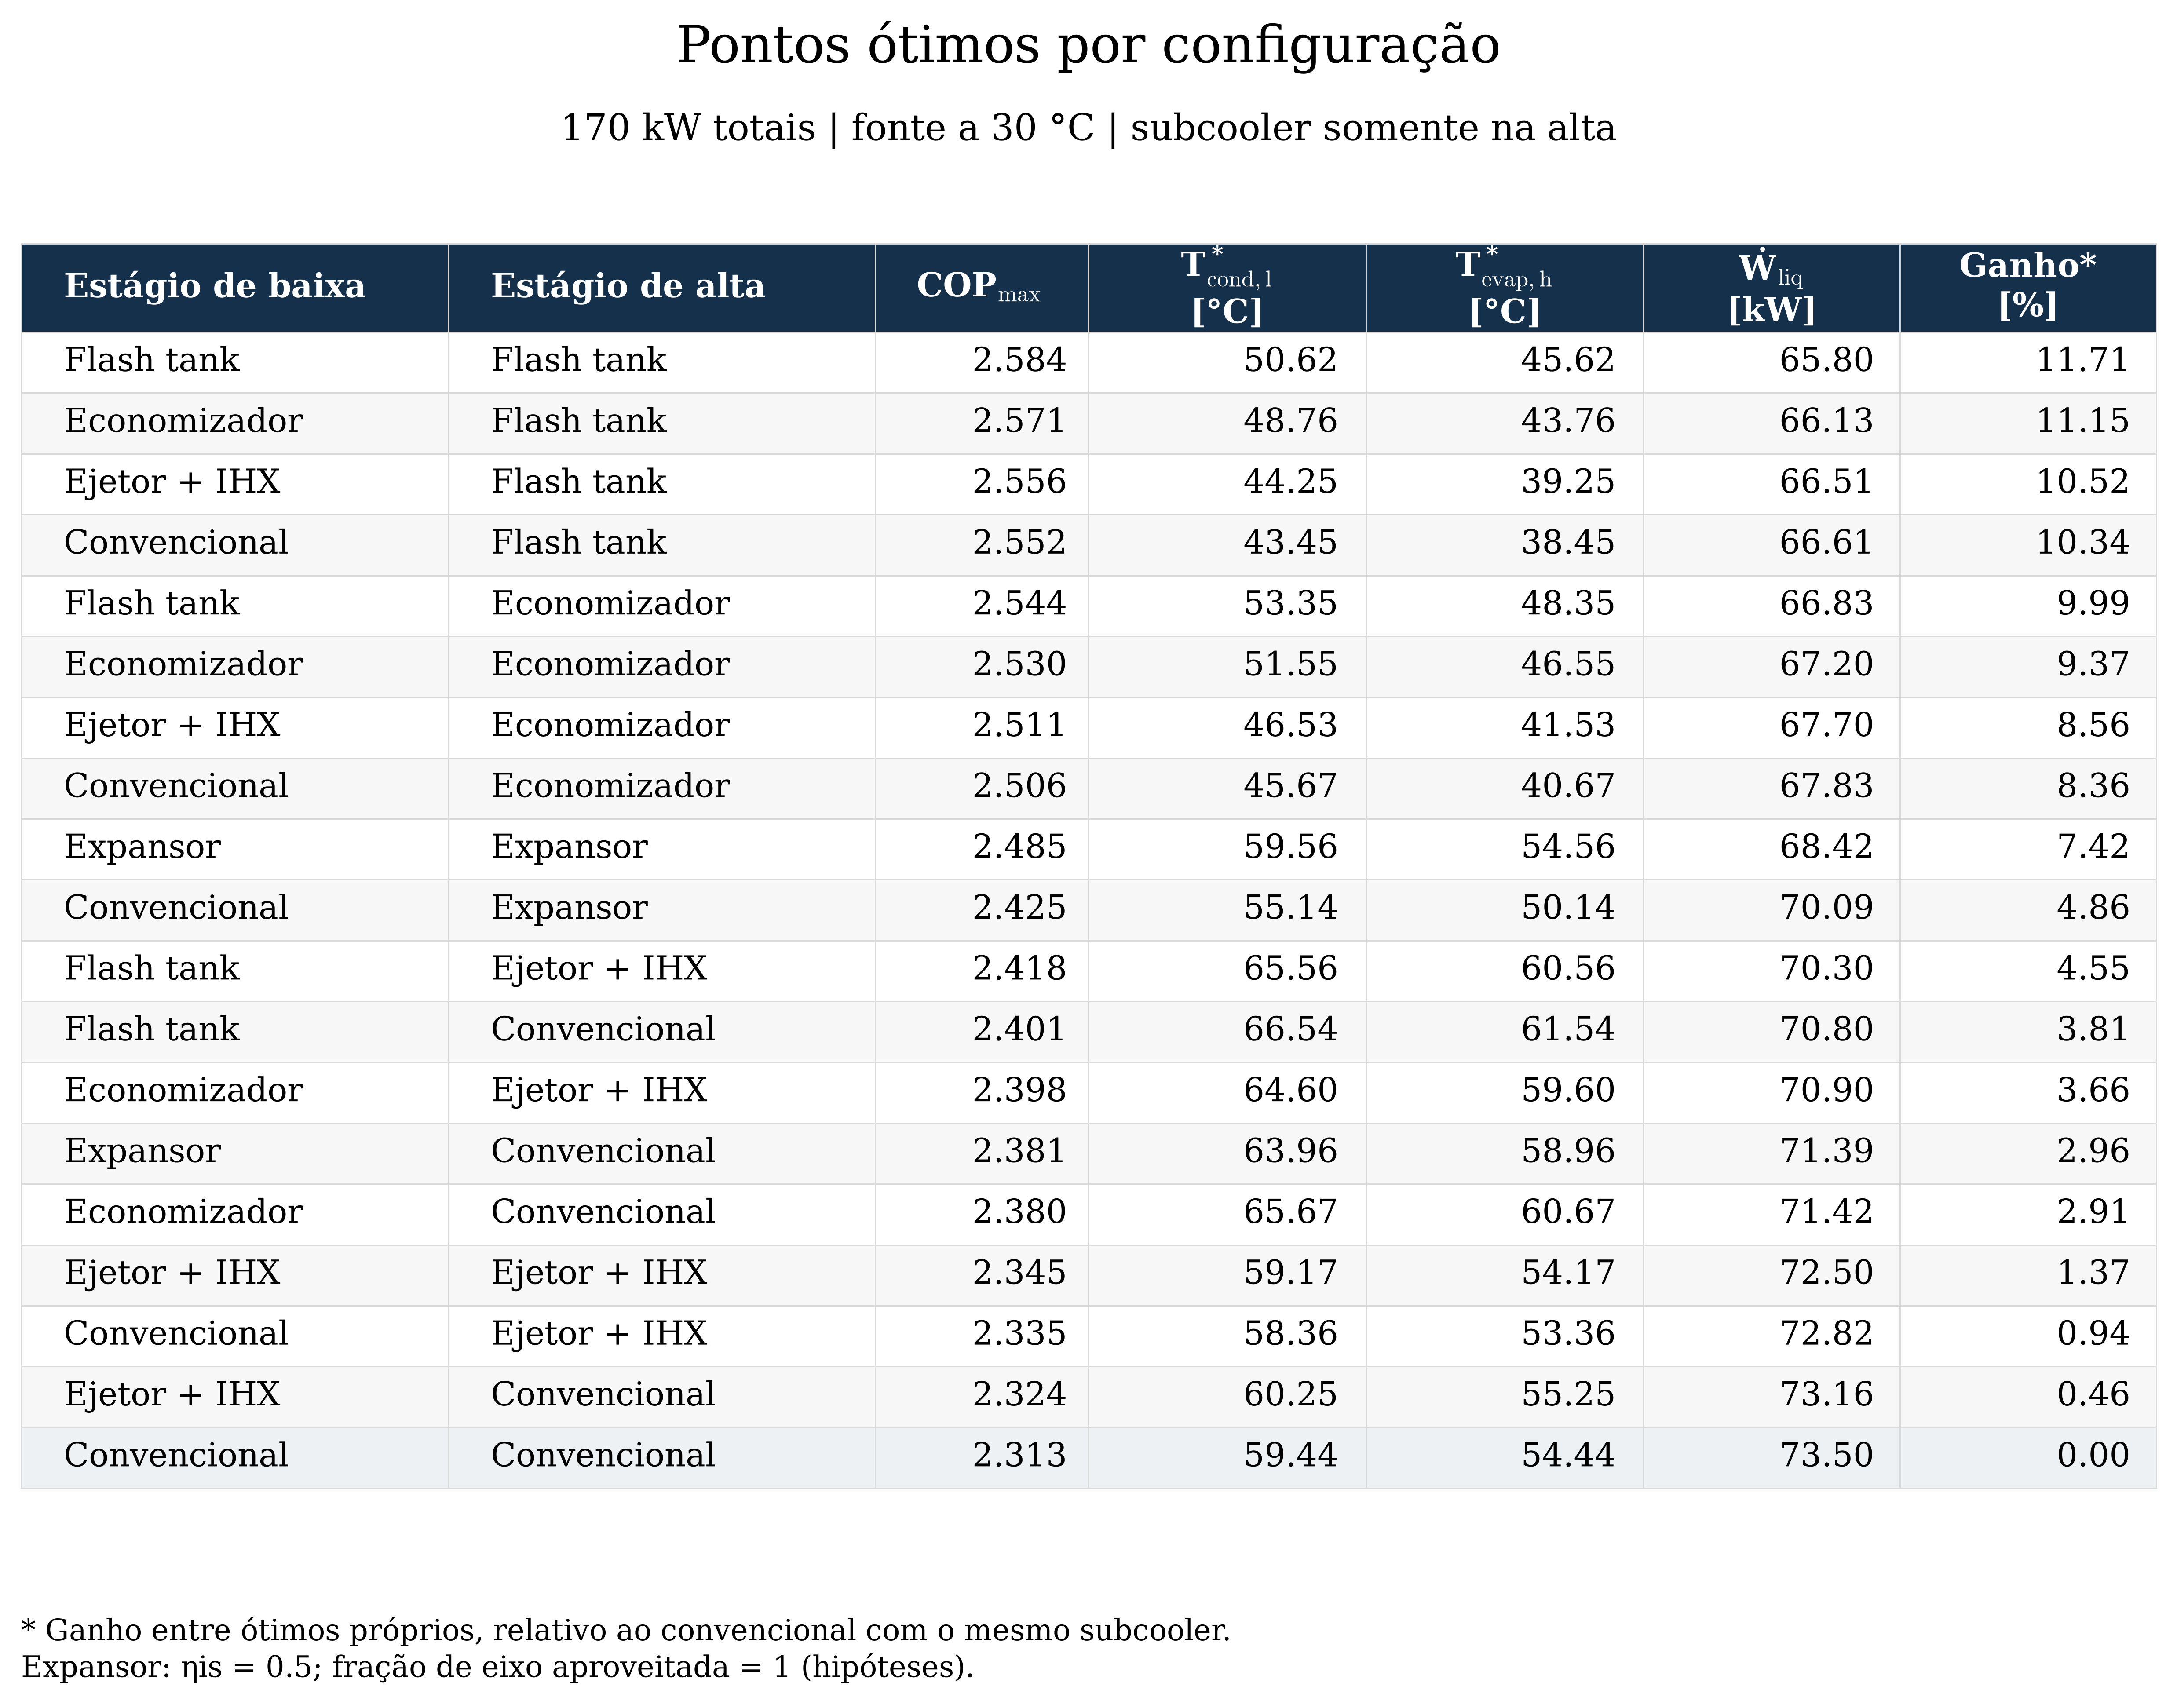 Pontos ótimos por configuração
170 kW totais | fonte a 30 °C | subcooler somente na alta
Estágio de baixa Estágio de alta COPmax T*cond, l [°C] T*evap, h [°C] Ẇliq [kW] Ganho* [%]
Flash tank Flash tank 2.584 50.62 45.62 65.80 11.71
Economizador Flash tank 2.571 48.76 43.76 66.13 11.15
Ejetor + IHX Flash tank 2.556 44.25 39.25 66.51 10.52
Convencional Flash tank 2.552 43.45 38.45 66.61 10.34
Flash tank Economizador 2.544 53.35 48.35 66.83 9.99
Economizador Economizador 2.530 51.55 46.55 67.20 9.37
Ejetor + IHX Economizador 2.511 46.53 41.53 67.70 8.56
Convencional Economizador 2.506 45.67 40.67 67.83 8.36
Expansor Expansor 2.485 59.56 54.56 68.42 7.42
Convencional Expansor 2.425 55.14 50.14 70.09 4.86
Flash tank Ejetor + IHX 2.418 65.56 60.56 70.30 4.55
Flash tank Convencional 2.401 66.54 61.54 70.80 3.81
Economizador Ejetor + IHX 2.398 64.60 59.60 70.90 3.66
Expansor Convencional 2.381 63.96 58.96 71.39 2.96
Economizador Convencional 2.380 65.67 60.67 71.42 2.91
Ejetor + IHX Ejetor + IHX 2.345 59.17 54.17 72.50 1.37
Convencional Ejetor + IHX 2.335 58.36 53.36 72.82 0.94
Ejetor + IHX Convencional 2.324 60.25 55.25 73.16 0.46
Convencional Convencional 2.313 59.44 54.44 73.50 0.00
* Ganho entre ótimos próprios, relativo ao convencional com o mesmo subcooler.
Expansor: ηis = 0.5; fração de eixo aproveitada = 1 (hipóteses).